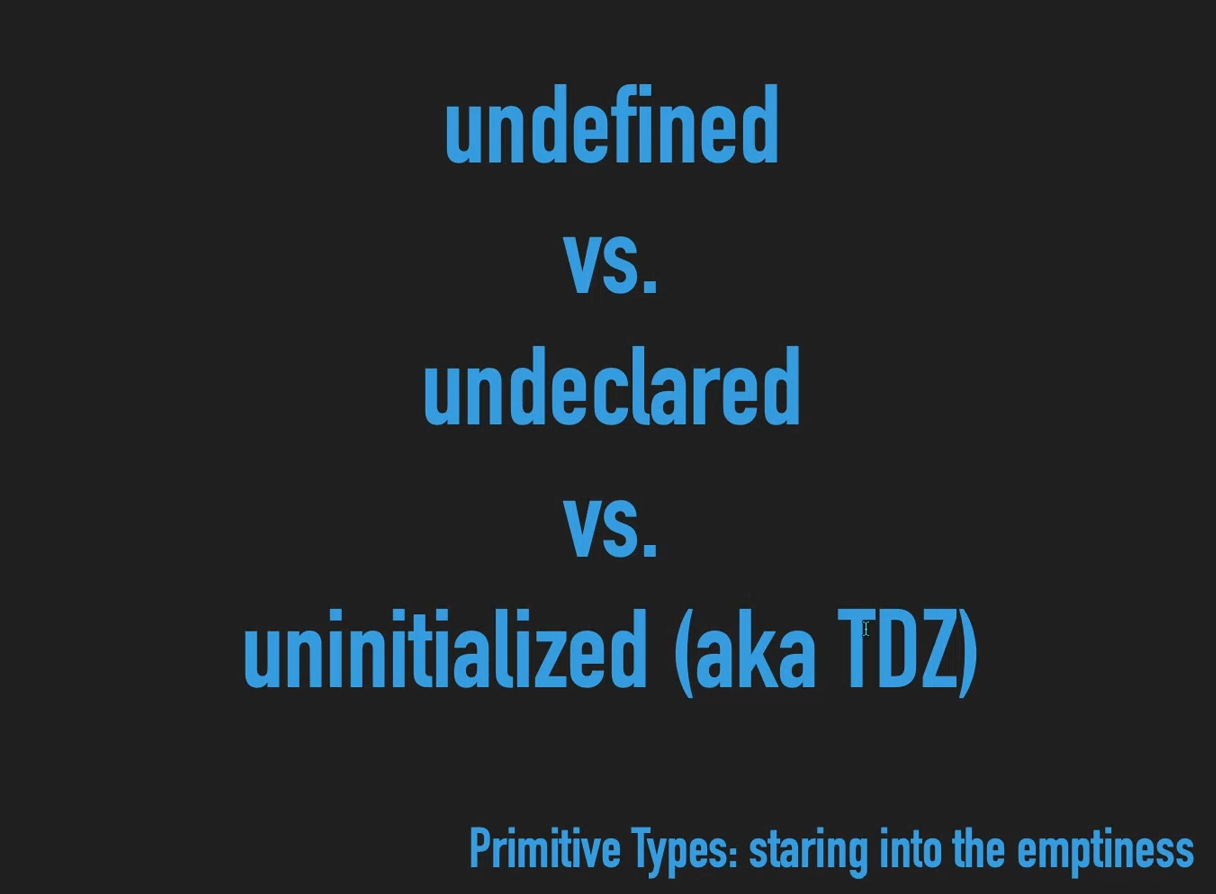 undefined
vs.
undeclared
vs.
uninitialized (aka TDZ)
Primitive Types: staring into the emptiness